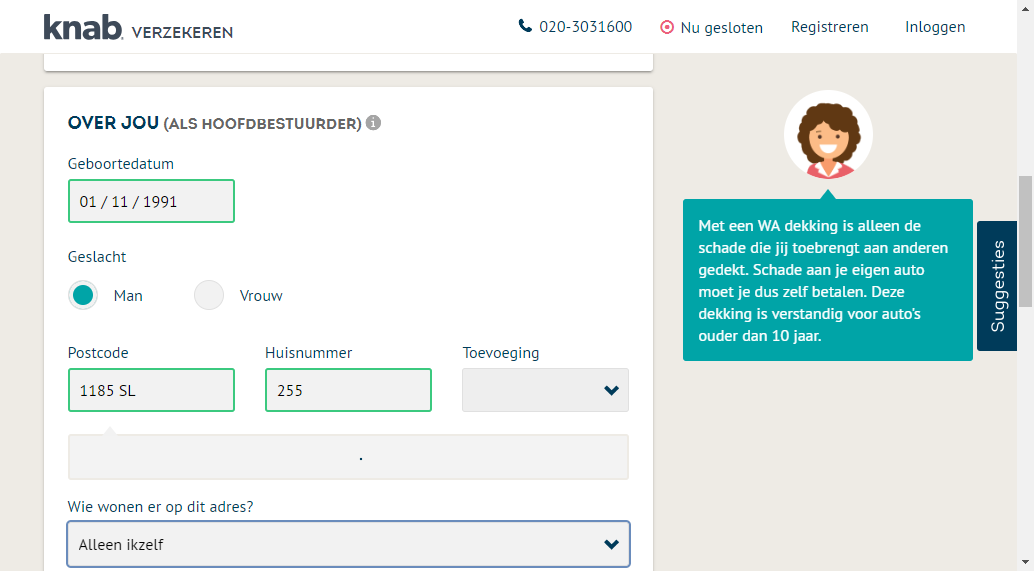 knab. VERZEKEREN
020-3031600
Nu gesloten
Registreren
Inloggen
OVER JOU (ALS HOOFDBESTUURDER) i
Geboortedatum
01 / 11 / 1991
Geslacht
Man
Vrouw
Postcode
Huisnummer
Toevoeging
1185 SL
255
.
Wie wonen er op dit adres?
Alleen ikzelf
Met een WA dekking is alleen de
schade die jij toebrengt aan anderen
gedekt. Schade aan je eigen auto
moet je dus zelf betalen. Deze
dekking is verstandig voor auto's
ouder dan 10 jaar.
Suggesties